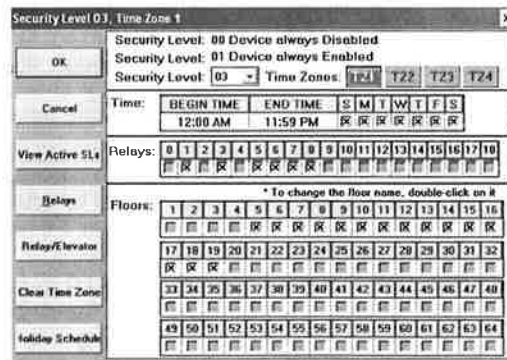 Security Level 03, Time Zone 1
Security Level: 00 Device always Disabled
Security Level: 01 Device always Enabled
Security Level: 03 Time Zones: TZ1 TZ2 TZ3 TZ4
OK
Cancel
View Active SLs
Relays
Relay/Elevator
Clear Time Zone
Holiday Schedule
Time: BEGIN TIME END TIME S M T W T F S
12:00 AM 11:59 PM
Relays: 0 1 2 3 4 5 6 7 8 9 10 11 12 13 14 15 16 17 18
* To change the floor name, double-click on it
Floors: 1 2 3 4 5 6 7 8 9 10 11 12 13 14 15 16
17 18 19 20 21 22 23 24 25 26 27 28 29 30 31 32
33 34 35 36 37 38 39 40 41 42 43 44 45 46 47 48
49 50 51 52 53 54 55 56 57 58 59 60 61 62 63 64